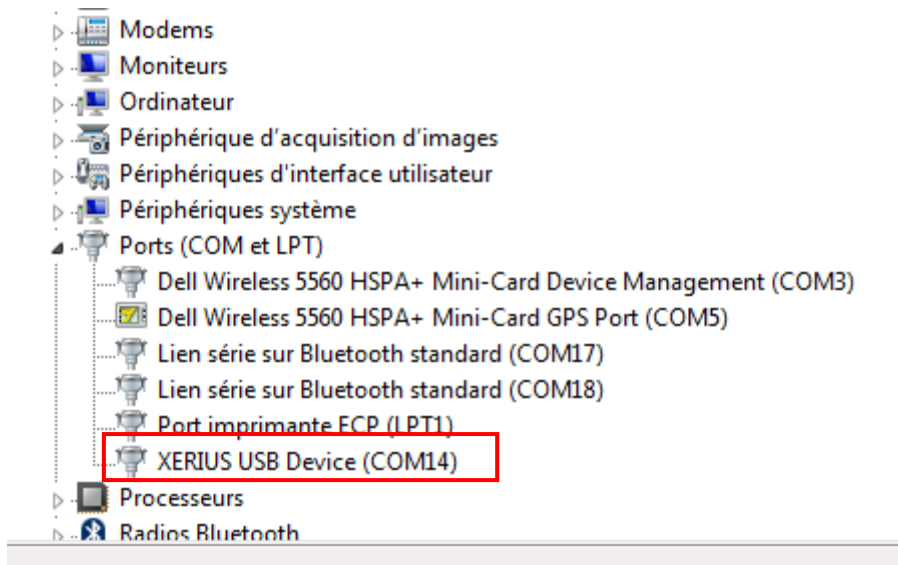 Modems
Moniteurs
Ordinateur
Périphérique d'acquisition d'images
Périphériques d'interface utilisateur
Périphériques système
Ports (COM et LPT)
Dell Wireless 5560 HSPA+ Mini-Card Device Management (COM3)
Dell Wireless 5560 HSPA+ Mini-Card GPS Port (COM5)
Lien série sur Bluetooth standard (COM17)
Lien série sur Bluetooth standard (COM18)
Port imprimante ECP (LPT1)
XERIUS USB Device (COM14)
Processeurs
Radios Bluetooth